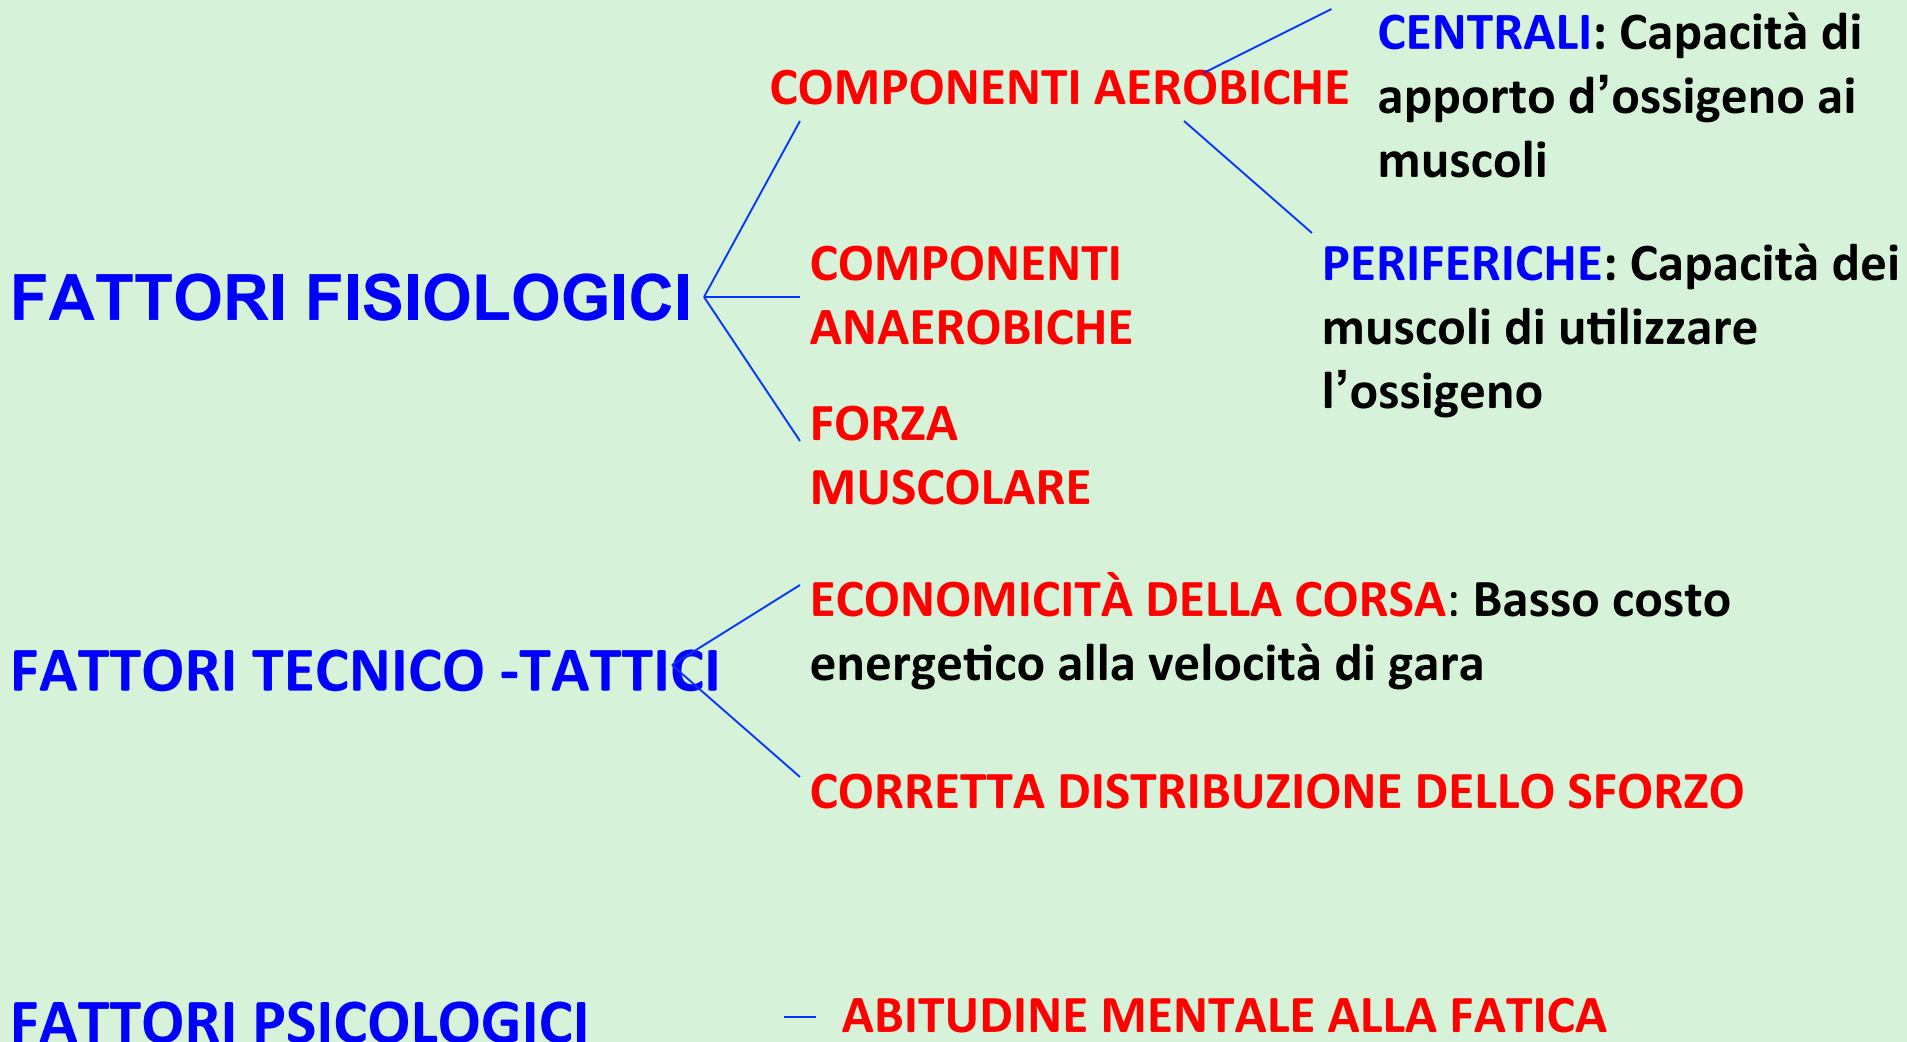 FATTORI FISIOLOGICI
COMPONENTI AEROBICHE
CENTRALI: Capacità di
apporto d’ossigeno ai
muscoli
PERIFERICHE: Capacità dei
muscoli di utilizzare
l’ossigeno
COMPONENTI
ANAEROBICHE
FORZA
MUSCOLARE
FATTORI TECNICO -TATTICI
ECONOMICITÀ DELLA CORSA: Basso costo
energetico alla velocità di gara
CORRETTA DISTRIBUZIONE DELLO SFORZO
FATTORI PSICOLOGICI
ABITUDINE MENTALE ALLA FATICA